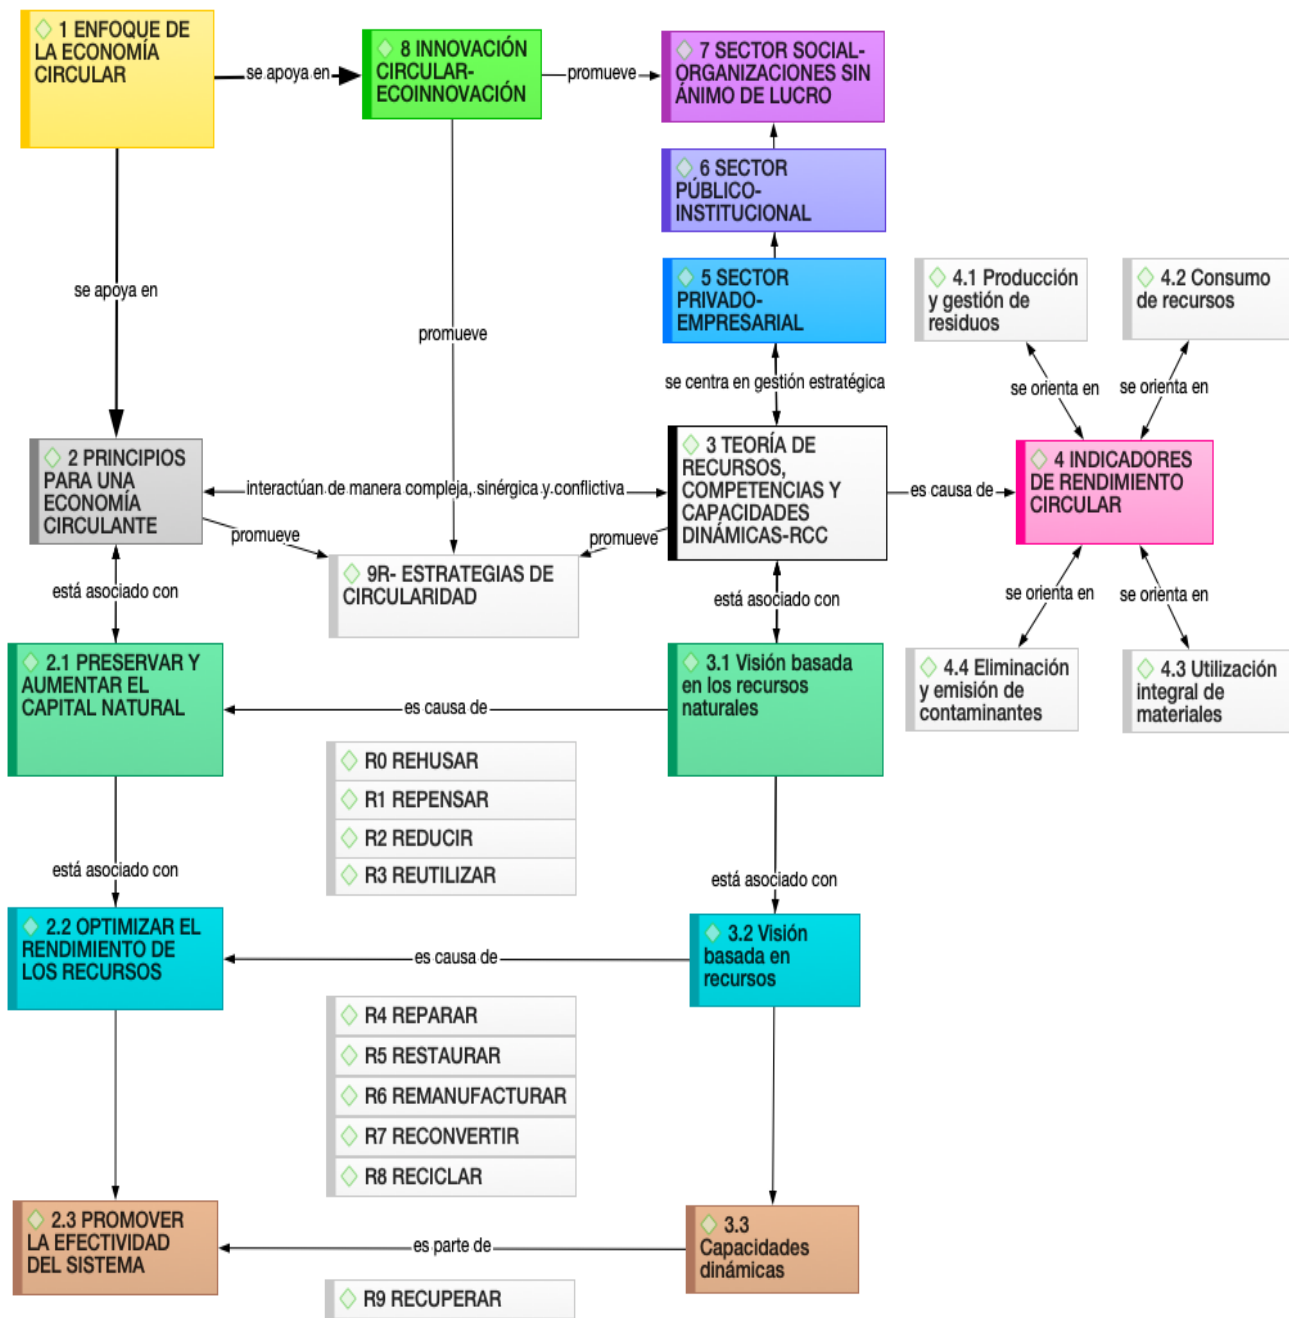 1 ENFOQUE DE
LA ECONOMÍA
CIRCULAR
se apoya en
8 INNOVACIÓN
CIRCULAR-
ECOINNOVACIÓN
promueve
7 SECTOR SOCIAL-
ORGANIZACIONES SIN
ÁNIMO DE LUCRO
6 SECTOR
PÚBLICO-
INSTITUCIONAL
5 SECTOR
PRIVADO-
EMPRESARIAL
4.1 Producción
y gestión de
residuos
4.2 Consumo
de recursos
se apoya en
promueve
se centra en gestión estratégica
se orienta en
se orienta en
2 PRINCIPIOS
PARA UNA
ECONOMÍA
CIRCULANTE
interactúan de manera compleja, sinérgica y conflictiva
3 TEORÍA DE
RECURSOS,
COMPETENCIAS Y
CAPACIDADES
DINÁMICAS-RCC
es causa de
4 INDICADORES
DE RENDIMIENTO
CIRCULAR
promueve
promueve
9R- ESTRATEGIAS DE
CIRCULARIDAD
está asociado con
está asociado con
se orienta en
se orienta en
2.1 PRESERVAR Y
AUMENTAR EL
CAPITAL NATURAL
es causa de
3.1 Visión basada
en los recursos
naturales
4.4 Eliminación
y emisión de
contaminantes
4.3 Utilización
integral de
materiales
R0 REHUSAR
R1 REPENSAR
R2 REDUCIR
R3 REUTILIZAR
está asociado con
está asociado con
2.2 OPTIMIZAR EL
RENDIMIENTO DE
LOS RECURSOS
es causa de
3.2 Visión
basada en
recursos
R4 REPARAR
R5 RESTAURAR
R6 REMANUFACTURAR
R7 RECONVERTIR
R8 RECICLAR
2.3 PROMOVER
LA EFECTIVIDAD
DEL SISTEMA
es parte de
3.3
Capacidades
dinámicas
R9 RECUPERAR